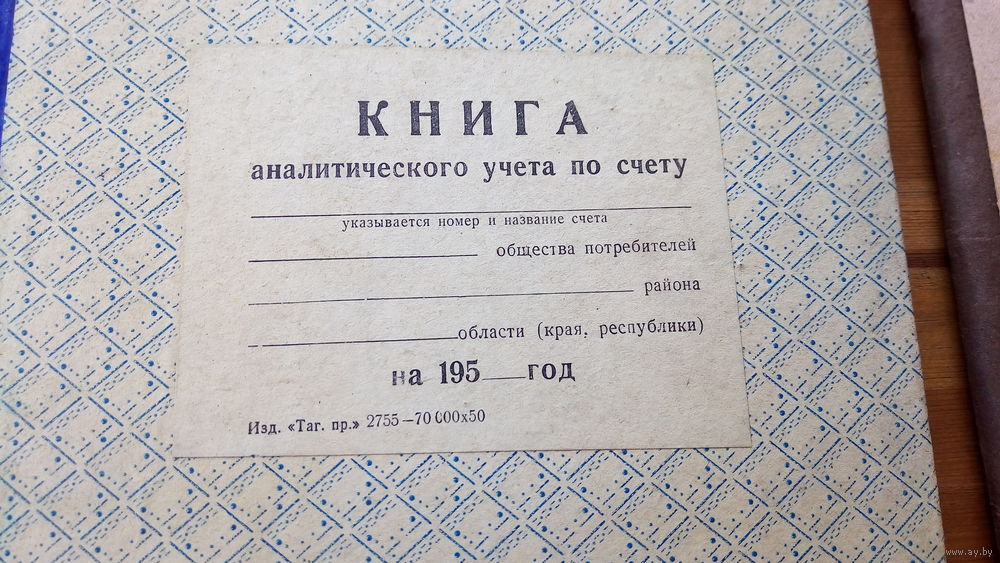 КНИГА
аналитического учета по счету
указывается номер и название счета
общества потребителей
района
области (края, республики)
на 195 год
Изд. «Таг. пр.» 2755—70 000х50
www.ay.by